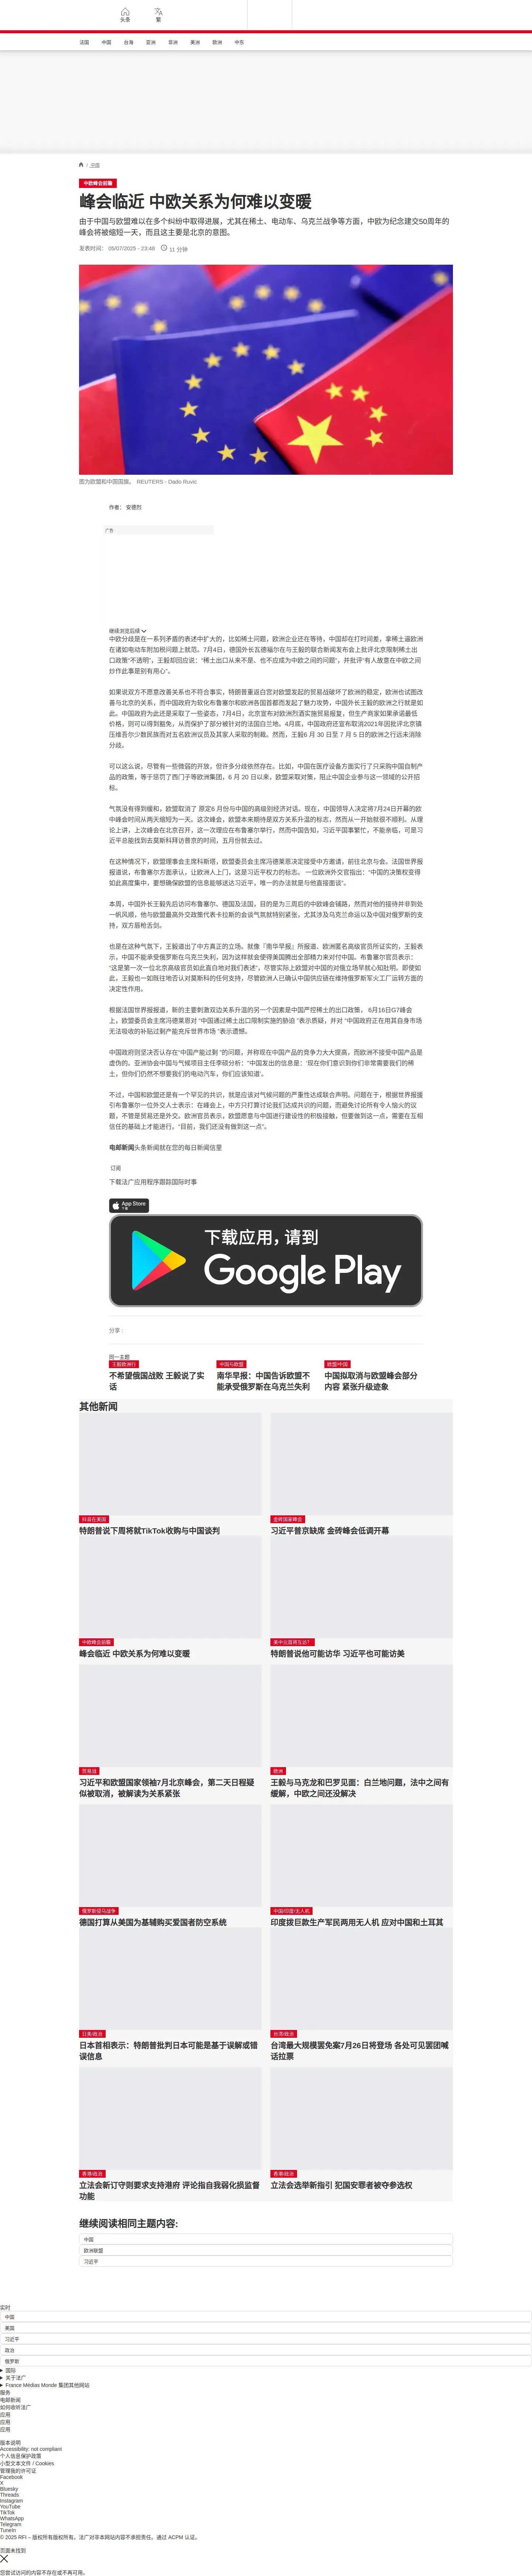 头条
繁
法国
中国
台海
亚洲
非洲
美洲
欧洲
中东
/ 中国
中欧峰会前瞻
峰会临近 中欧关系为何难以变暖
由于中国与欧盟难以在多个纠纷中取得进展，尤其在稀土、电动车、乌克兰战争等方面，中欧为纪念建交50周年的
峰会将被缩短一天，而且这主要是北京的意图。
发表时间： 05/07/2025 - 23:46
11 分钟
图为欧盟和中国国旗。 REUTERS - Dado Ruvic
作者： 安德烈
广告
继续浏览后续
中欧分歧是在一系列矛盾的表述中扩大的，比如稀土问题，欧洲企业还在等待，中国却在打时间差，拿稀土逼欧洲
在诸如电动车附加税问题上就范。7月4日，德国外长瓦德福尔在与王毅的联合新闻发布会上批评北京限制稀土出
口政策"不透明"，王毅却回应说："稀土出口从来不是、也不应成为中欧之间的问题"，并批评"有人故意在中欧之间
炒作此事是别有用心"。
如果说双方不愿意改善关系也不符合事实，特朗普重返白宫对欧盟发起的贸易战破坏了欧洲的稳定，欧洲也试图改
善与北京的关系，而中国政府为软化布鲁塞尔和欧洲各国首都而发起了魅力攻势，中国外长王毅的欧洲之行就是如
此。中国政府为此还是采取了一些姿态，7月4日，北京宣布对欧洲烈酒实施贸易报复，但生产商家如果承诺最低
价格，则可以得到豁免，从而保护了部分被针对的法国白兰地。4月底，中国政府还宣布取消2021年因批评北京镇
压维吾尔少数民族而对五名欧洲议员及其家人采取的制裁。然而，王毅6 月 30 日至 7 月 5 日的欧洲之行远未消除
分歧。
可以这么说，尽管有一些微弱的开放，但许多分歧依然存在。比如，中国在医疗设备方面实行了只采购中国自制产
品的政策，等于惩罚了西门子等欧洲集团，6 月 20 日以来，欧盟采取对策，阻止中国企业参与这一领域的公开招
标。
气氛没有得到缓和，欧盟取消了 原定6 月份与中国的高级别经济对话。现在，中国领导人决定将7月24日开幕的欧
中峰会时间从两天缩短为一天。这次峰会，欧盟本来期待是双方关系升温的标志，然而从一开始就很不顺利。从理
论上讲，上次峰会在北京召开，这一次理应在布鲁塞尔举行，然而中国告知，习近平国事繁忙，不能亲临，可是习
近平总能找到去莫斯科拜访普京的时间，五月份就去过。
在这种情况下，欧盟理事会主席科斯塔，欧盟委员会主席冯德莱恩决定接受中方邀请，前往北京与会。法国世界报
报道说，布鲁塞尔方面承认，让欧洲人上门，这是习近平权力的标志。 一位欧洲外交官指出："中国的决策权变得
如此高度集中，要想确保欧盟的信息能够送达习近平，唯一的办法就是与他直接面谈"。
本周，中国外长王毅先后访问布鲁塞尔、德国及法国，目的是为三周后的中欧峰会铺路，然而对他的接待并非到处
一帆风顺，他与欧盟最高外交政策代表卡拉斯的会谈气氛就特别紧张，尤其涉及乌克兰命运以及中国对俄罗斯的支
持，双方唇枪舌剑。
也是在这种气氛下，王毅道出了中方真正的立场。就像『南华早报』所报道、欧洲匿名高级官员所证实的，王毅表
示，中国不能承受俄罗斯在乌克兰失利，因为这样就会使得美国腾出全部精力来对付中国。布鲁塞尔官员表示：
"这是第一次一位北京高级官员如此直白地对我们表述"，尽管实际上欧盟对中国的对俄立场早就心知肚明。即便如
此，王毅也一如既往地否认对莫斯科的任何支持，尽管欧洲人已确认中国供应链在维持俄罗斯军火工厂运转方面的
决定性作用。
根据法国世界报报道，新的主要刺激双边关系升温的另一个因素是中国严控稀土的出口政策， 6月16日G7峰会
上，欧盟委员会主席冯德莱恩对 "中国通过稀土出口限制实施的胁迫 "表示质疑，并对 "中国政府正在用其自身市场
无法吸收的补贴过剩产能充斥世界市场 "表示遗憾。
中国政府则坚决否认存在"中国产能过剩 "的问题，并称现在中国产品的竞争力大大提高，而欧洲不接受中国产品是
虚伪的。亚洲协会中国与气候项目主任李硕分析："中国发出的信息是：'现在你们意识到你们非常需要我们的稀
土，但你们仍然不想要我们的电动汽车，你们应该知道'。
不过，中国和欧盟还是有一个罕见的共识，就是应该对气候问题的严重性达成联合声明。问题在于，根据世界报援
引布鲁塞尔一位外交人士表示：在峰会上，中方只打算讨论我们达成共识的问题，而避免讨论所有令人恼火的议
题，不管是贸易还是外交。欧洲官员表示，欧盟愿意与中国进行建设性的积极接触，但要做到这一点，需要在互相
信任的基础上才能进行。"目前，我们还没有做到这一点"。
电邮新闻头条新闻就在您的每日新闻信里
订阅
下载法广应用程序跟踪国际时事
App Store
下载
下载应用，请到
Google Play
分享 :
同一主题
王毅欧洲行
不希望俄国战败 王毅说了实
话
中国与欧盟
南华早报：中国告诉欧盟不
能承受俄罗斯在乌克兰失利
欧盟/中国
中国拟取消与欧盟峰会部分
内容 紧张升级迹象
其他新闻
抖音在美国
特朗普说下周将就TikTok收购与中国谈判
金砖国家峰会
习近平普京缺席 金砖峰会低调开幕
中欧峰会前瞻
峰会临近 中欧关系为何难以变暖
美中元首将互访？
特朗普说他可能访华 习近平也可能访美
贸易战
习近平和欧盟国家领袖7月北京峰会，第二天日程疑
似被取消，被解读为关系紧张
欧洲
王毅与马克龙和巴罗见面：白兰地问题，法中之间有
缓解，中欧之间还没解决
俄罗斯侵乌战争
德国打算从美国为基辅购买爱国者防空系统
中国/印度/无人机
印度拨巨款生产军民两用无人机 应对中国和土耳其
日美/政治
日本首相表示：特朗普批判日本可能是基于误解或错
误信息
台湾/政治
台湾最大规模罢免案7月26日将登场 各处可见罢团喊
话拉票
香港/政治
立法会新订守则要求支持港府 评论指自我弱化损监督
功能
香港/政治
立法会选举新指引 犯国安罪者被夺参选权
继续阅读相同主题内容:
中国
欧洲联盟
习近平
实时
中国
美国
习近平
政治
俄罗斯
国际
关于法广
France Médias Monde 集团其他网站
服务
电邮新闻
如何收听法广
应用
应用
应用
版本说明
Accessibility: not compliant
个人信息保护政策
小型文本文件 / Cookies
管理我的许可证
Facebook
X
Bluesky
Threads
Instagram
YouTube
TikTok
WhatsApp
Telegram
TuneIn
© 2025 RFI – 版权所有版权所有。法广对非本网站内容不承担责任。通过 ACPM 认证。
页面未找到
您尝试访问的内容不存在或不再可用。